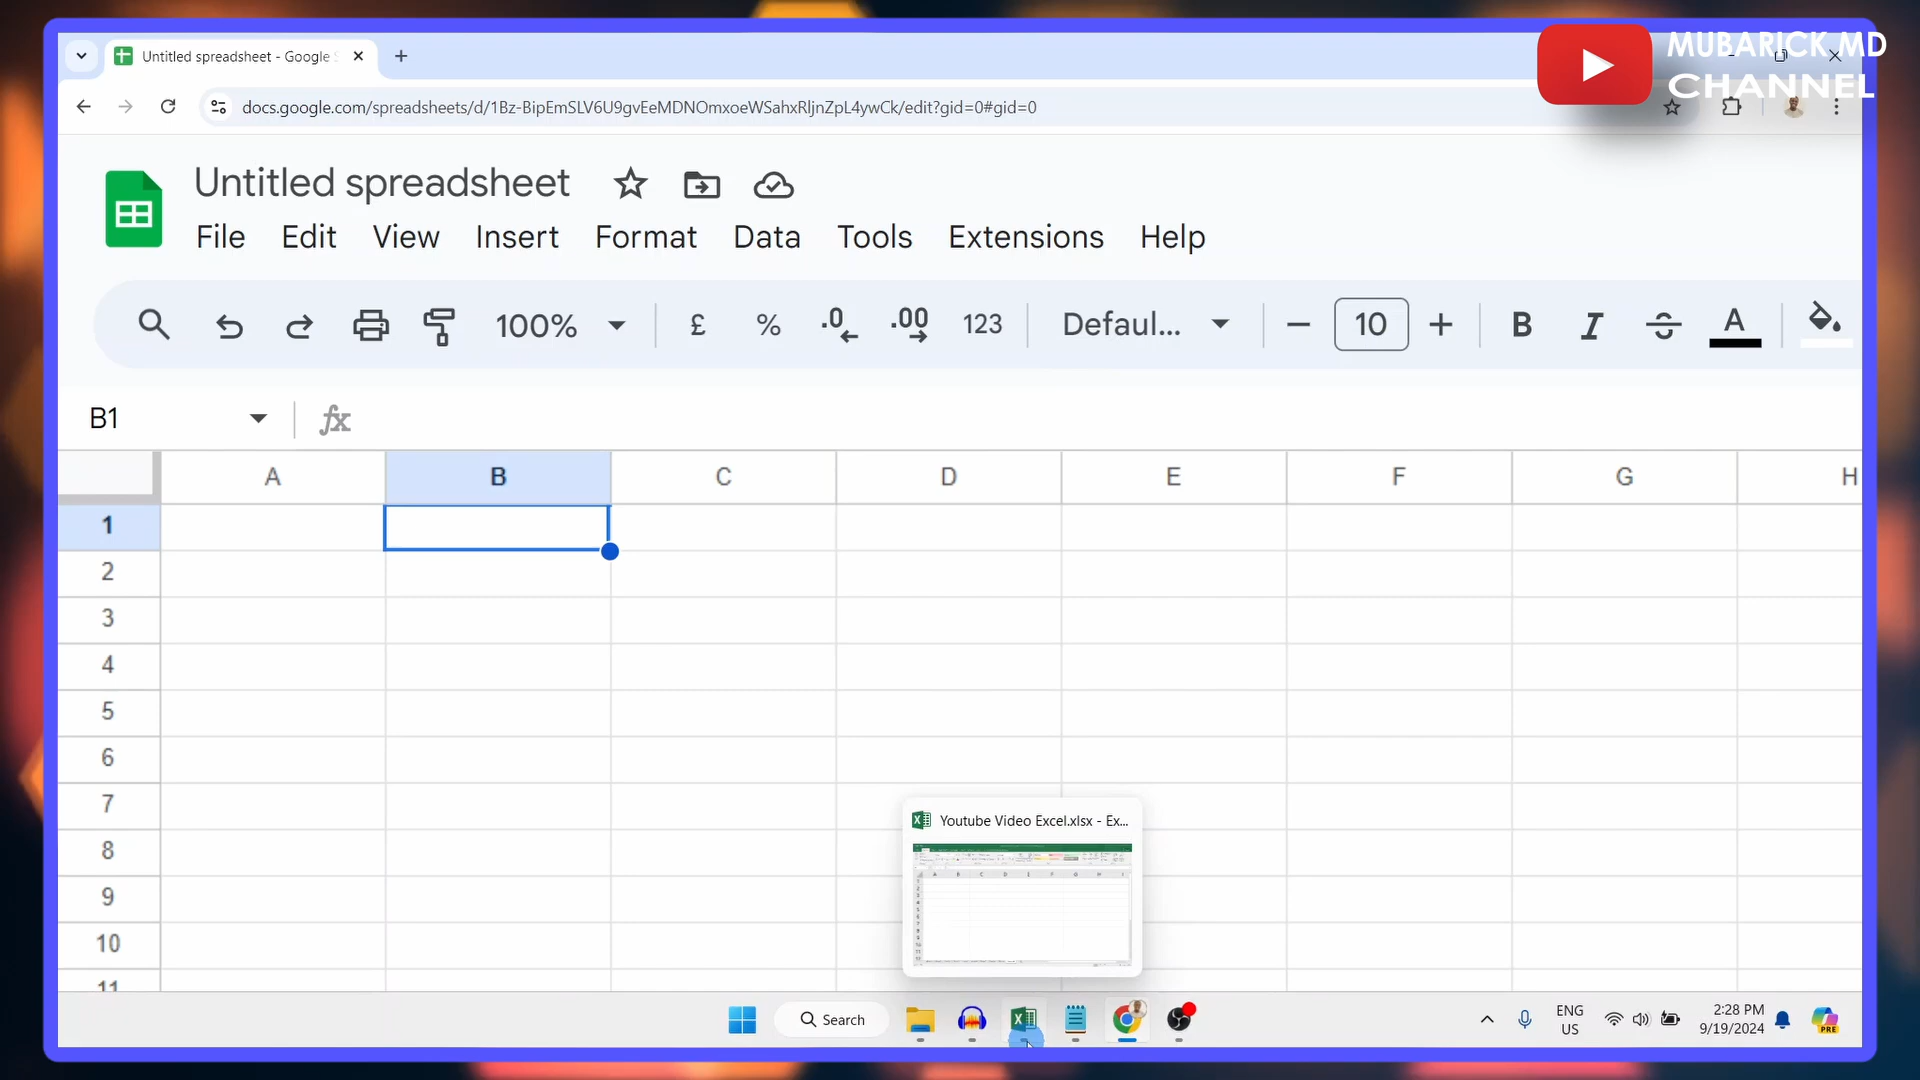 Untitled spreadsheet - Google S
MUBARICK MD
CHANNEL
docs.google.com/spreadsheets/d/1Bz-BipEmSLV6U9gvEeMDNOmxoeWSahxRljnZpL4ywCk/edit?gid=0#gid=0
Untitled spreadsheet
File Edit View Insert Format Data Tools Extensions Help
100% £ % .0 .00 123 Defaul... 10 B I A
B1 fx
A B C D E F G H
1
2
3
4
5
6
7
Youtube Video Excel.xlsx - Ex...
8
9
10
11
Search
ENG
US
2:28 PM
9/19/2024
PRE